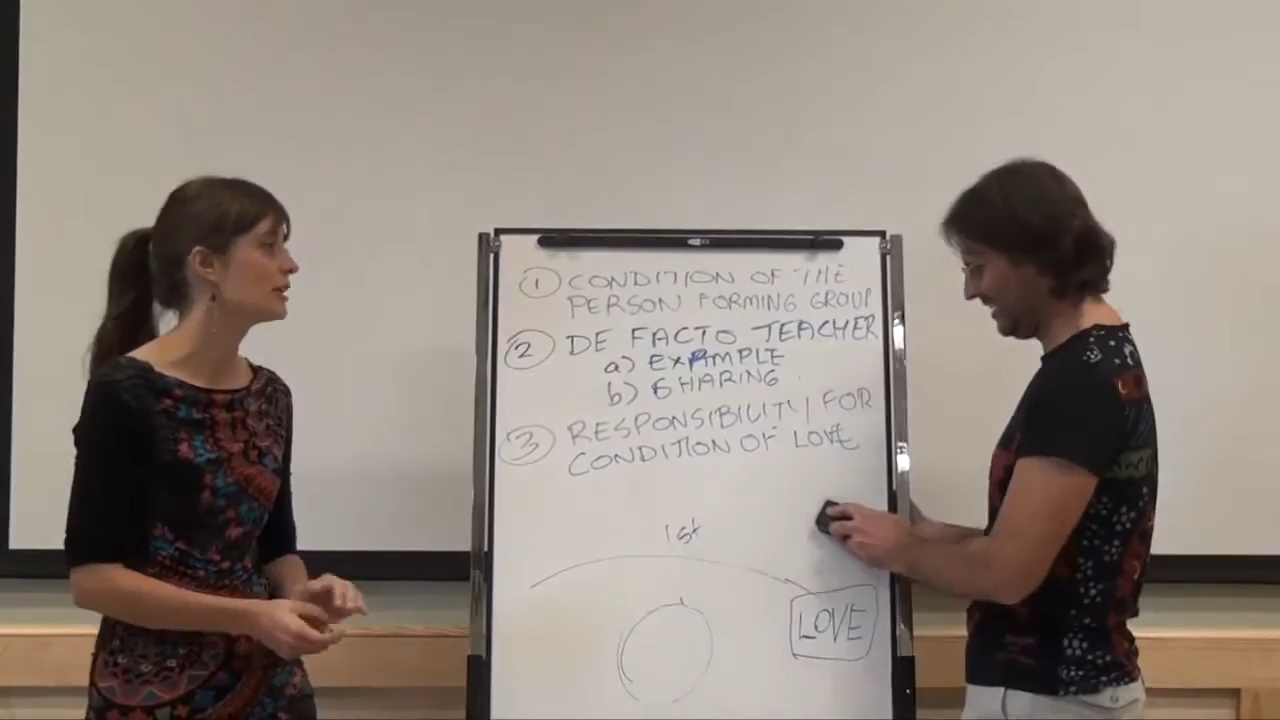 ① CONDITION OF THE
PERSON FORMING GROUP
② DE FACTO TEACHER
a) EXAMPLE
b) SHARING
③ RESPONSIBILITY FOR
CONDITION OF LOVE
1st
LOVE